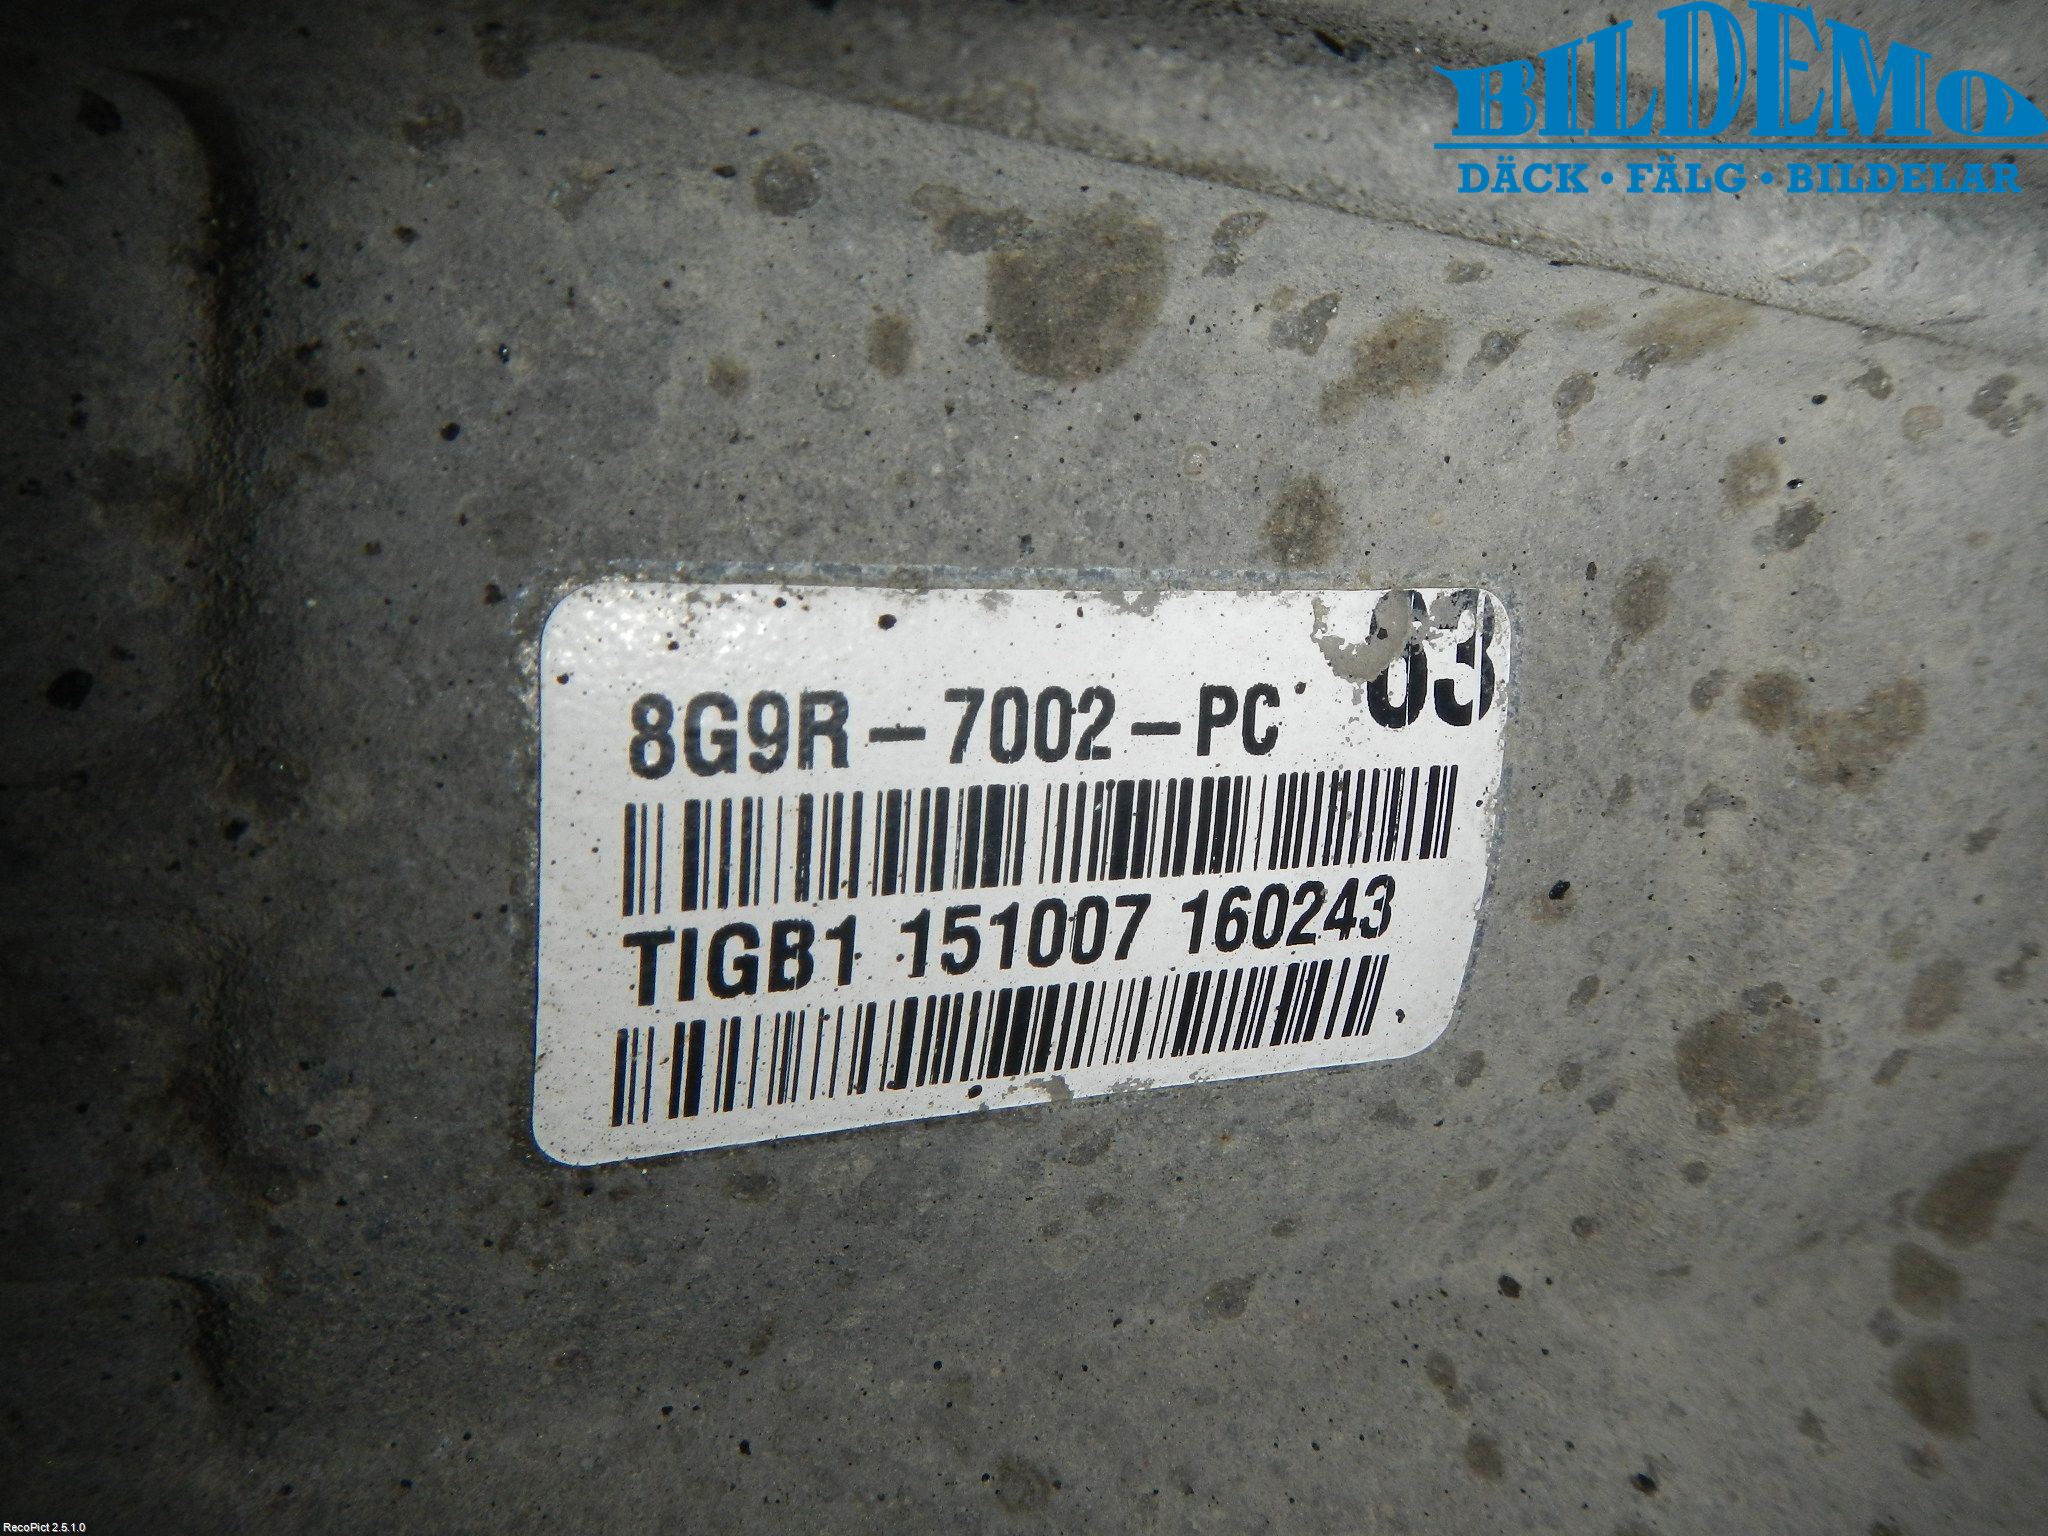 BILDEMO
DÄCK • FÄLG • BILDELAR
8G9R-7002-PC
TIGB1 151007 160243
RecoPict 2.5.1.0